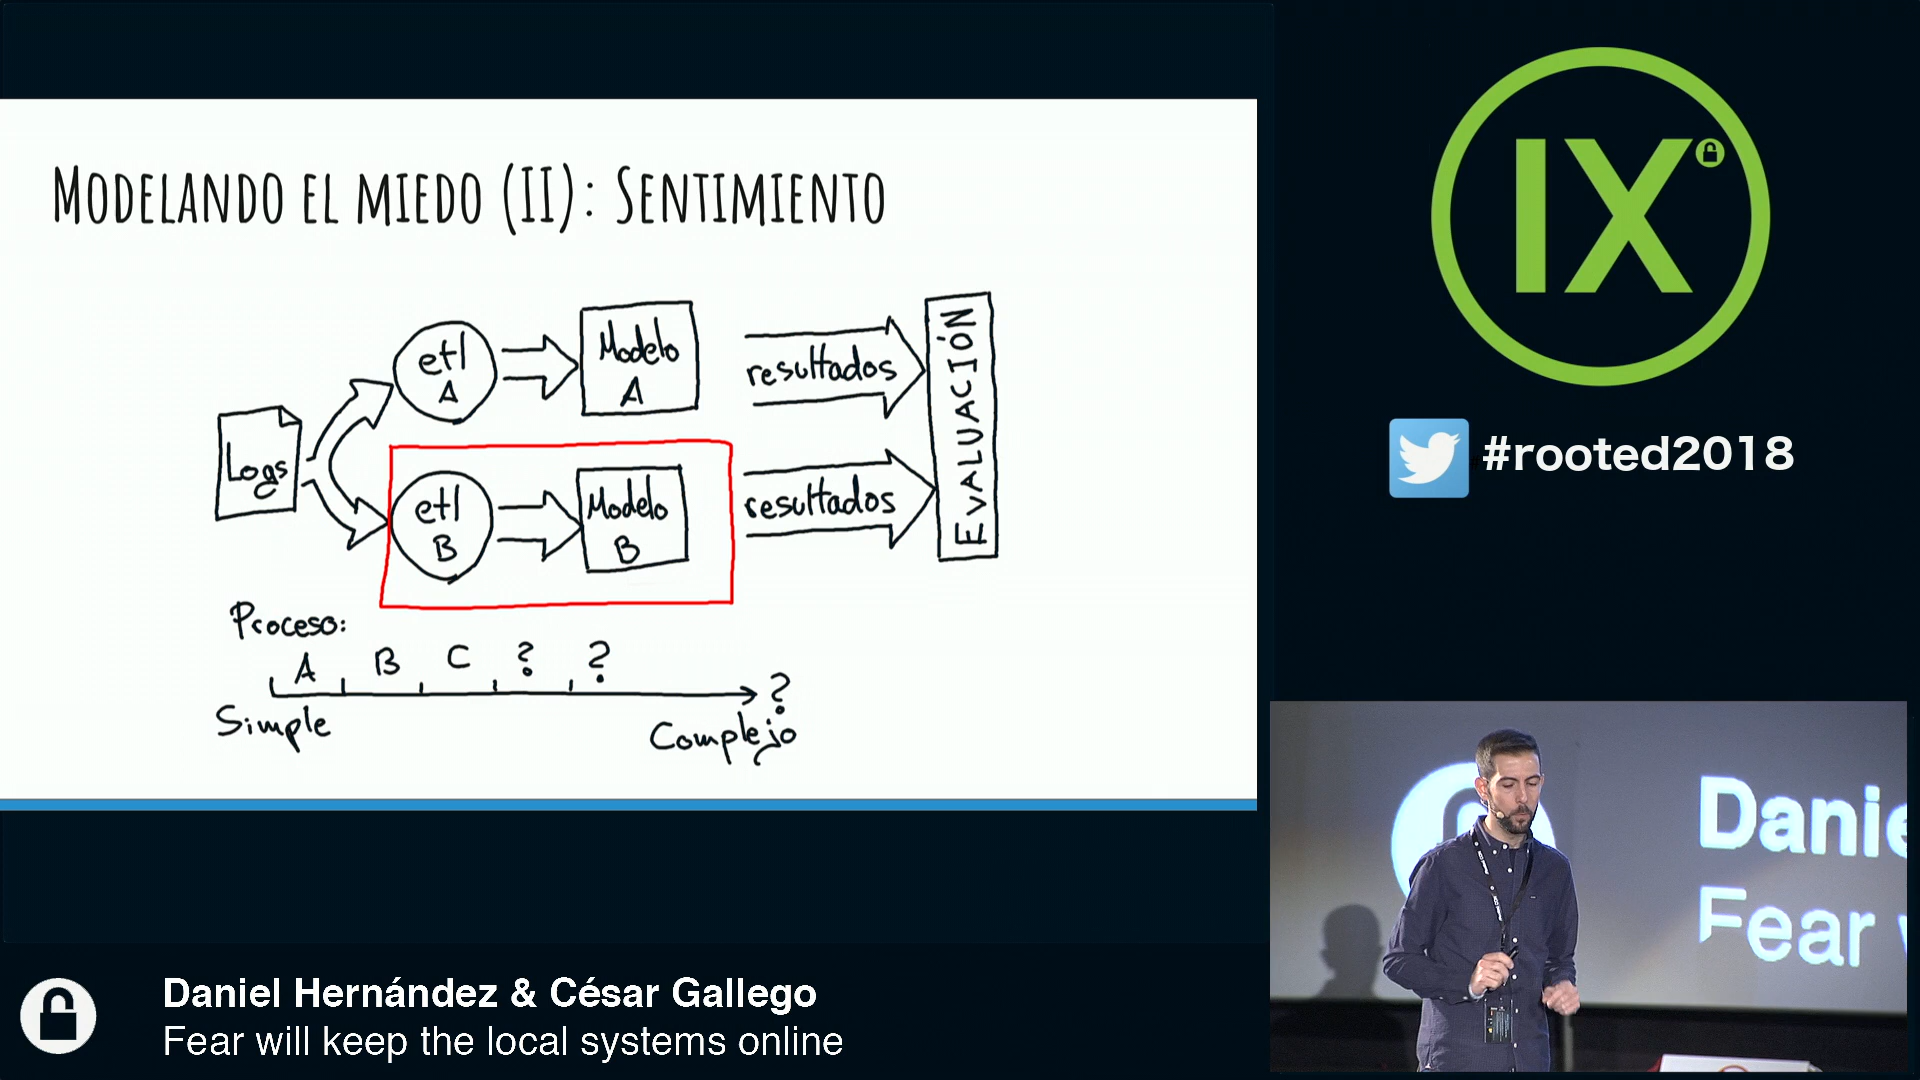 MODELANDO EL MIEDO (II): SENTIMIENTO
etl
A
Modelo
A
resultados
EVALUACIÓN
Logs
etl
B
Modelo
B
resultados
Proceso:
A B C ? ?
?
Simple
Complejo
IX
#rooted2018
Danie
Fear
Daniel Hernández & César Gallego
Fear will keep the local systems online